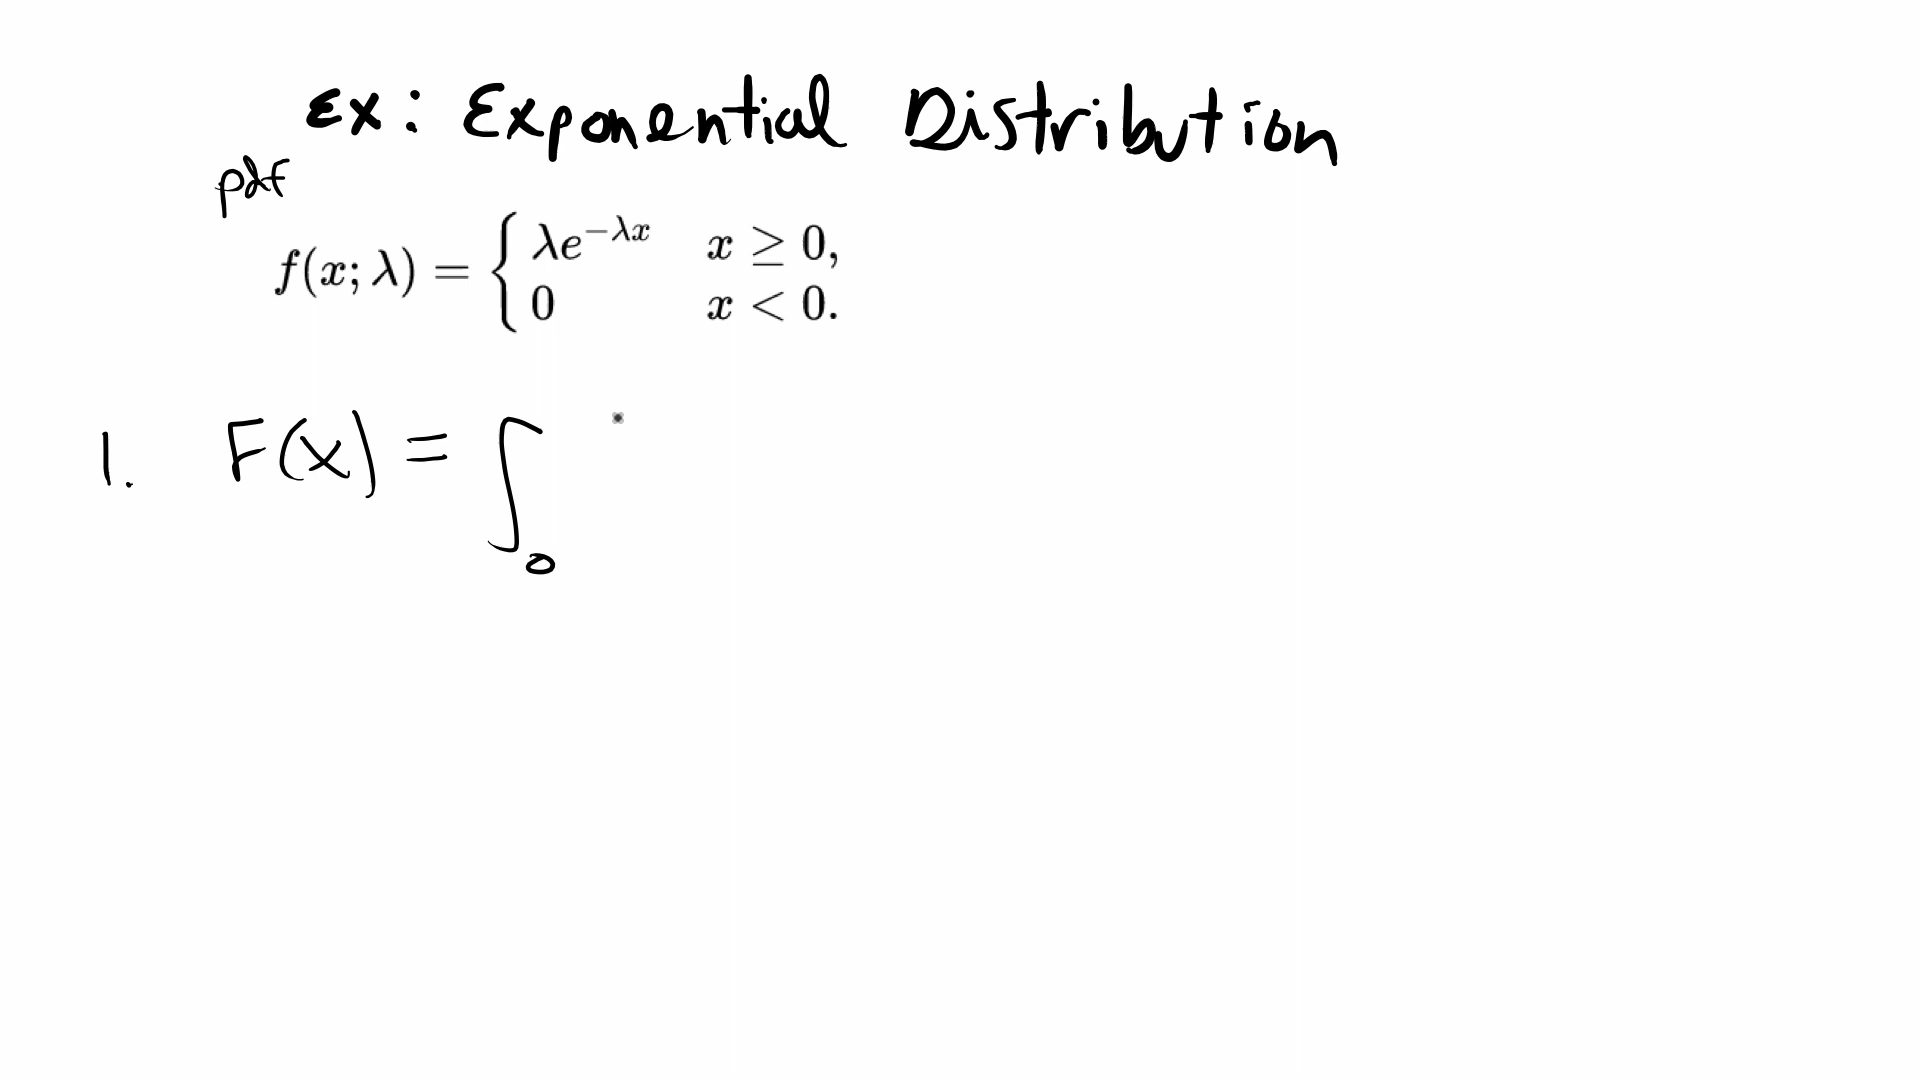 Ex: Exponential Distribution
pdf
f(x; λ) = { λe^{−λx} x ≥ 0,
0 x < 0.
1. F(x) = ∫₀